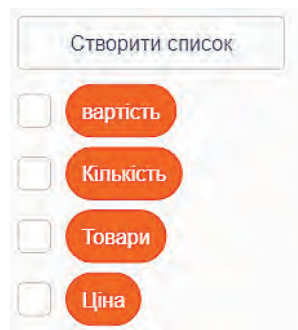 Створити список
вартість
Кількість
Товари
Ціна